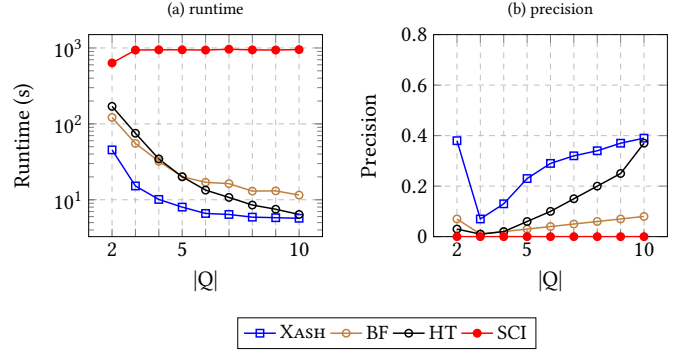 (a) runtime
10³
10²
10¹
Runtime (s)
2
5
10
|Q|
(b) precision
0.8
0.6
0.4
0.2
0
Precision
2
5
10
|Q|
XASH BF HT SCI